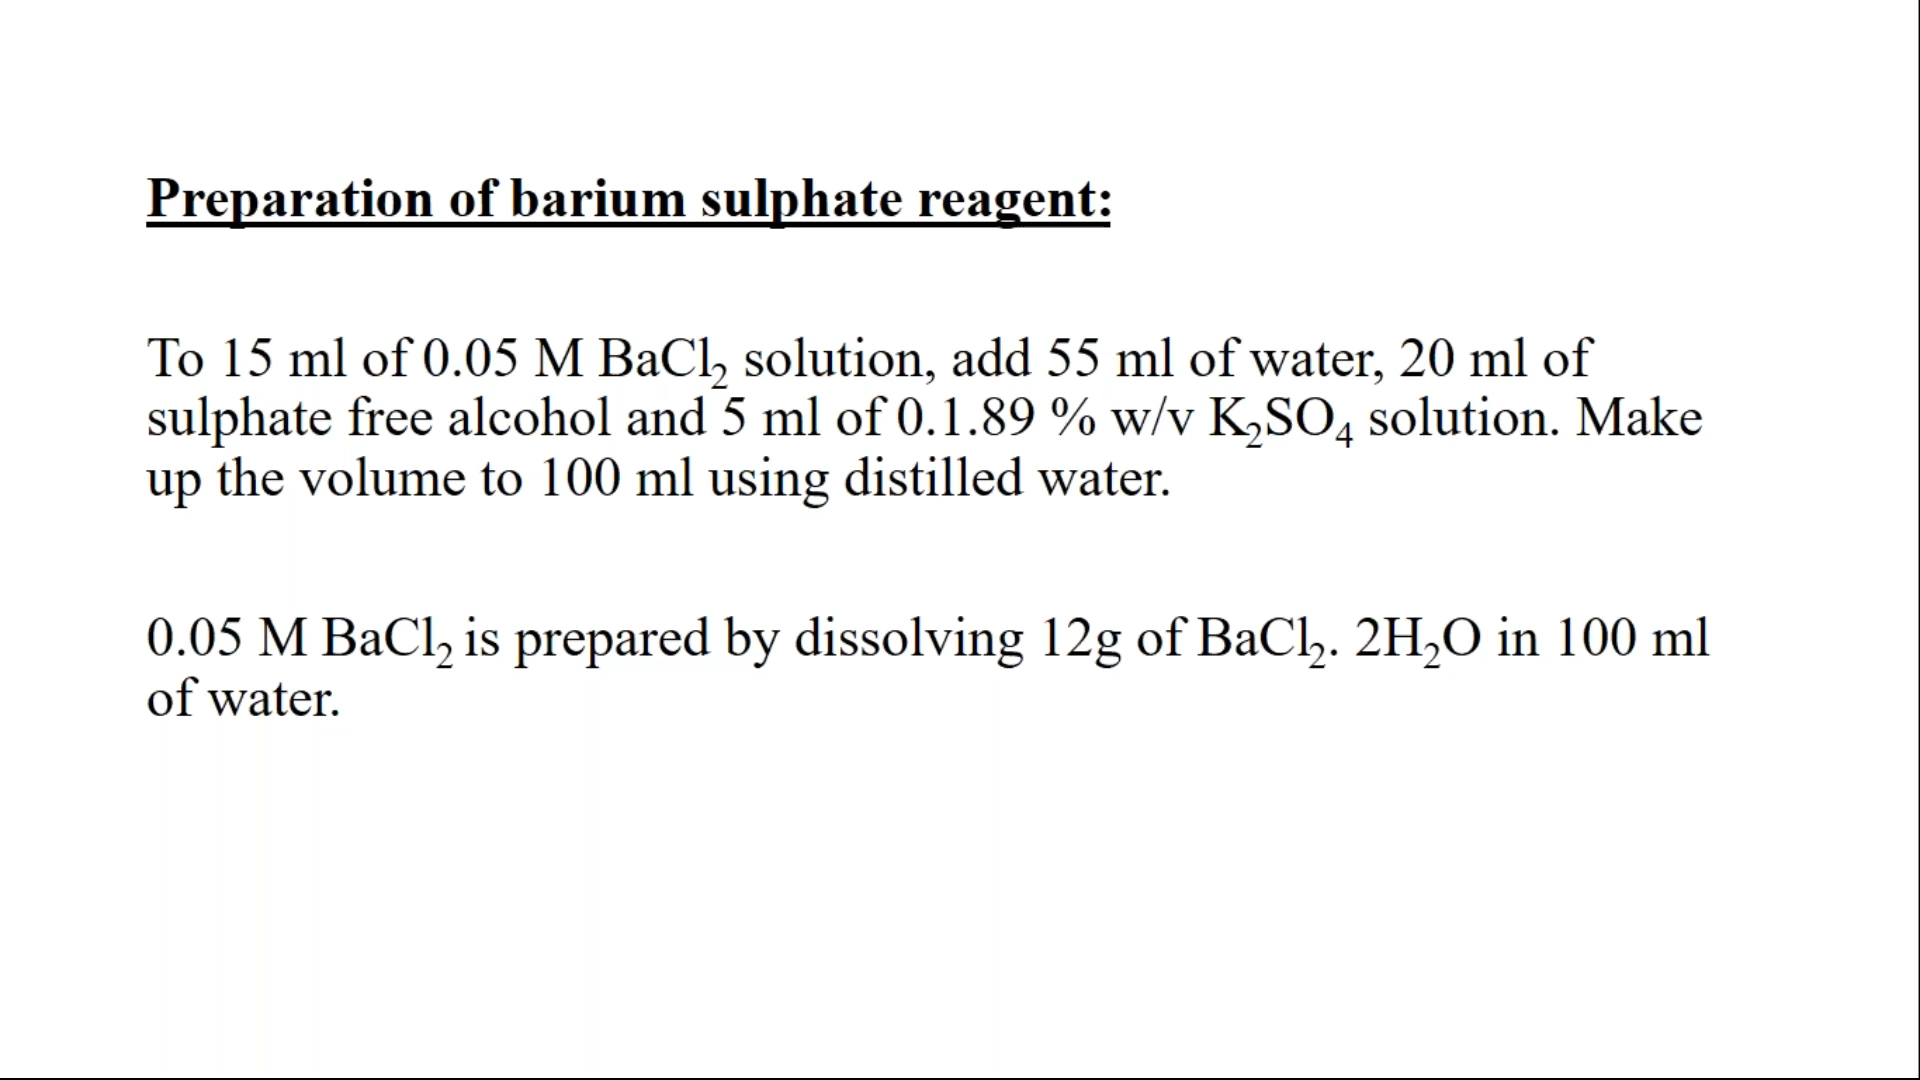 Preparation of barium sulphate reagent:
To 15 ml of 0.05 M BaCl₂ solution, add 55 ml of water, 20 ml of
sulphate free alcohol and 5 ml of 0.1.89 % w/v K₂SO₄ solution. Make
up the volume to 100 ml using distilled water.
0.05 M BaCl₂ is prepared by dissolving 12g of BaCl₂. 2H₂O in 100 ml
of water.